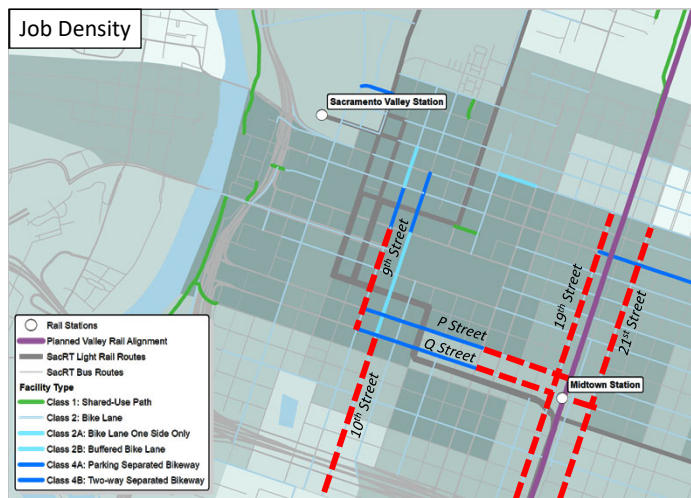 Job Density
Sacramento Valley Station
9th Street
19th Street
21st Street
P Street
Q Street
10th Street
Midtown Station
Rail Stations
Planned Valley Rail Alignment
SacRT Light Rail Routes
SacRT Bus Routes
Facility Type
Class 1: Shared-Use Path
Class 2: Bike Lane
Class 2A: Bike Lane One Side Only
Class 2B: Buffered Bike Lane
Class 4A: Parking Separated Bikeway
Class 4B: Two-way Separated Bikeway